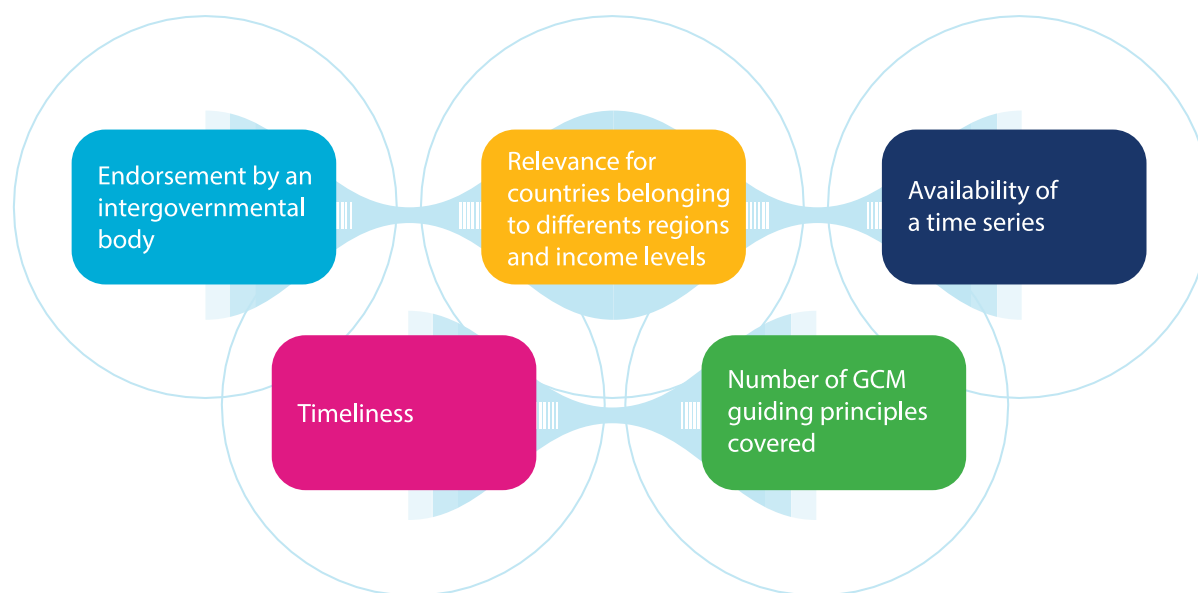 Endorsement by an
intergovernmental
body
Relevance for
countries belonging
to differents regions
and income levels
Availability of
a time series
Timeliness
Number of GCM
guiding principles
covered